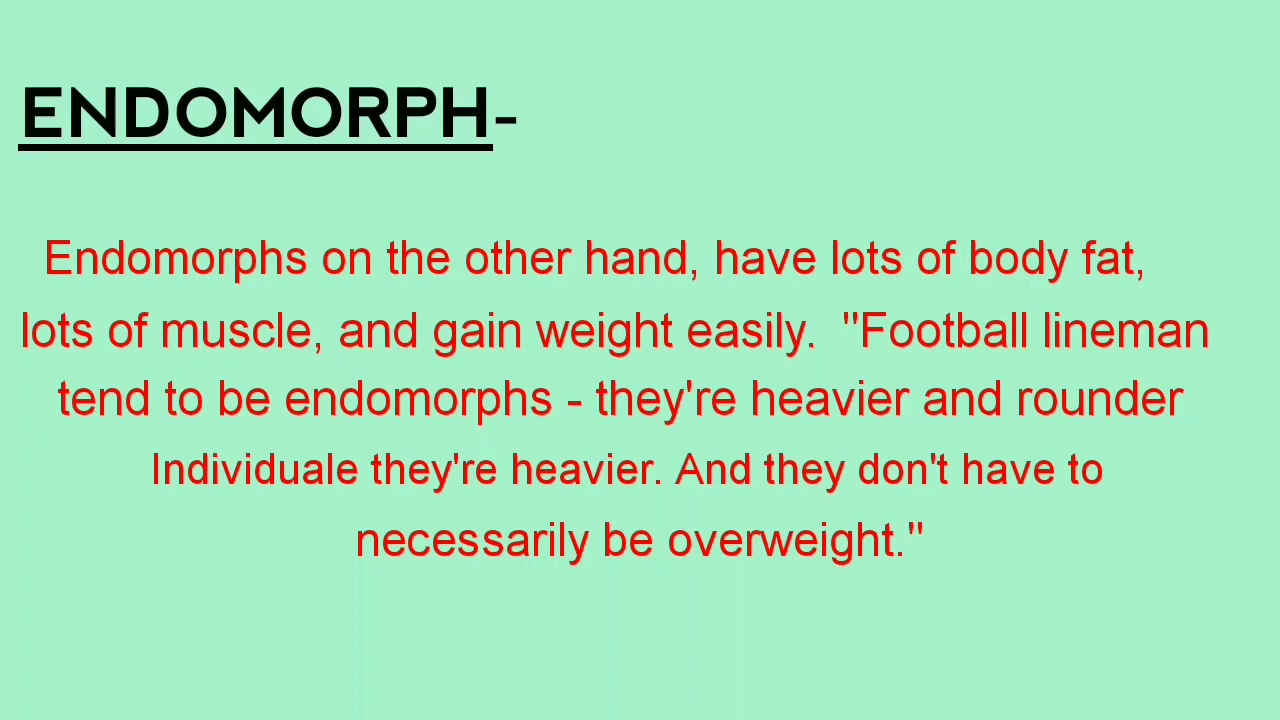 ENDOMORPH-
Endomorphs on the other hand, have lots of body fat,
lots of muscle, and gain weight easily. "Football lineman
tend to be endomorphs - they're heavier and rounder
Individuale they're heavier. And they don't have to
necessarily be overweight."